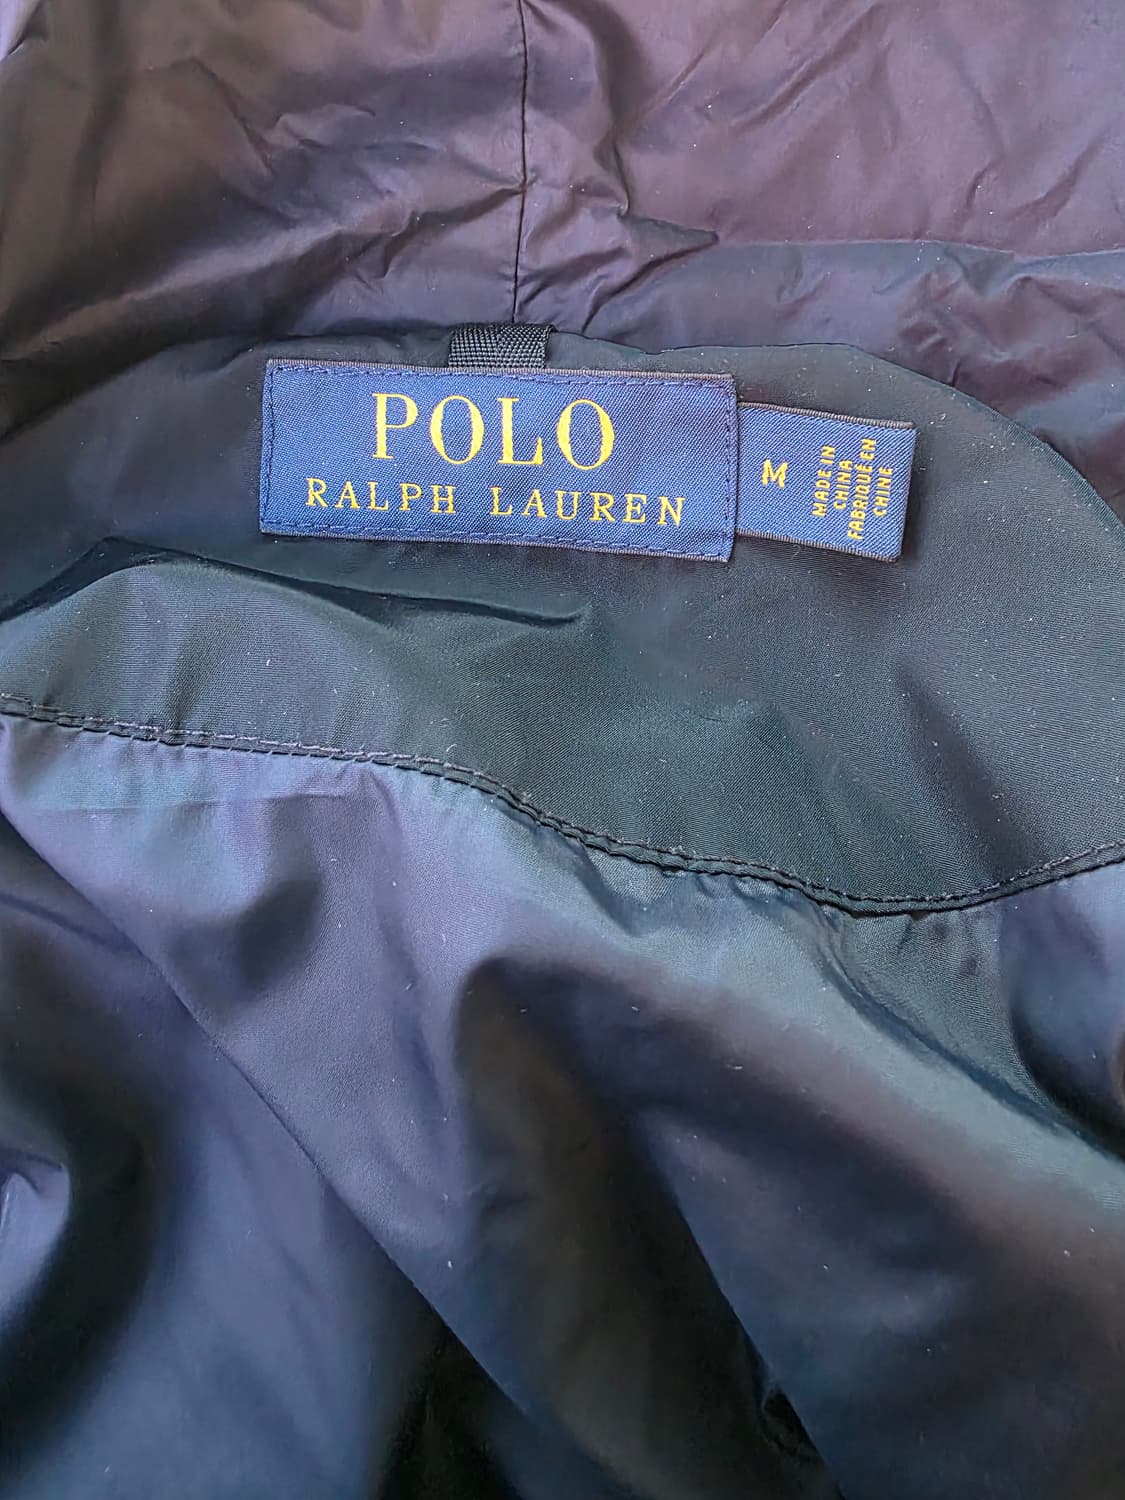 POLO
RALPH LAUREN
M
MADE IN
CHINA
FABRIQUÉ EN
CHINE